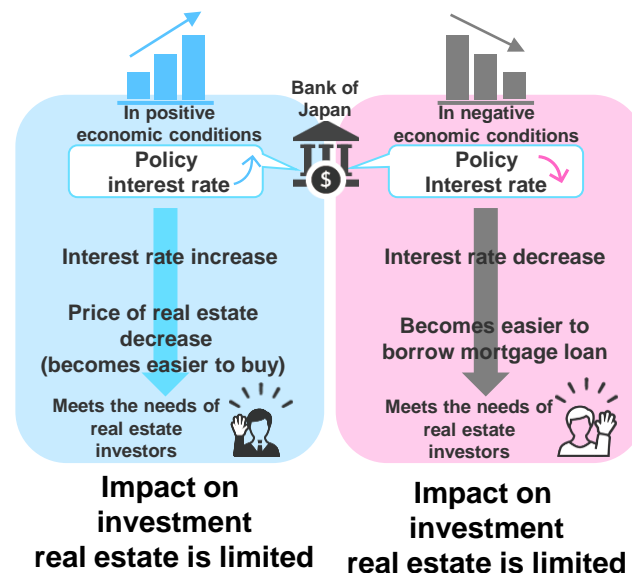 Bank of
Japan
$
In positive
economic conditions
Policy
interest rate
Interest rate increase
Price of real estate
decrease
(becomes easier to buy)
Meets the needs of
real estate
investors
Impact on
investment
real estate is limited
In negative
economic conditions
Policy
Interest rate
Interest rate decrease
Becomes easier to
borrow mortgage loan
Meets the needs of
real estate
investors
Impact on
investment
real estate is limited